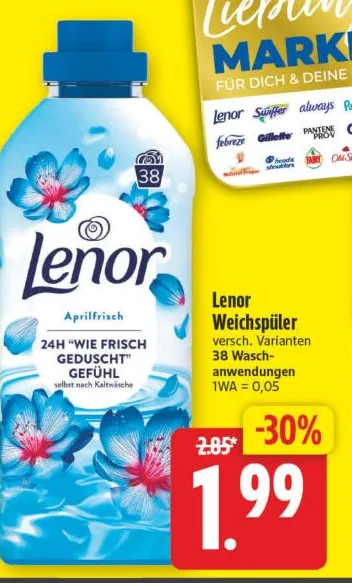 MARK
FÜR DICH & DEINE
Lenor Swiffer always
febreze Gillette PANTENE PRO-V
head& shoulders FAIRY
38
Lenor
Aprilfrisch
24H "WIE FRISCH
GEDUSCHT"
GEFÜHL
selbst nach Kaltwäsche
Lenor
Weichspüler
versch. Varianten
38 Wasch-
anwendungen
1WA = 0,05
-30%
2.85*
1.99